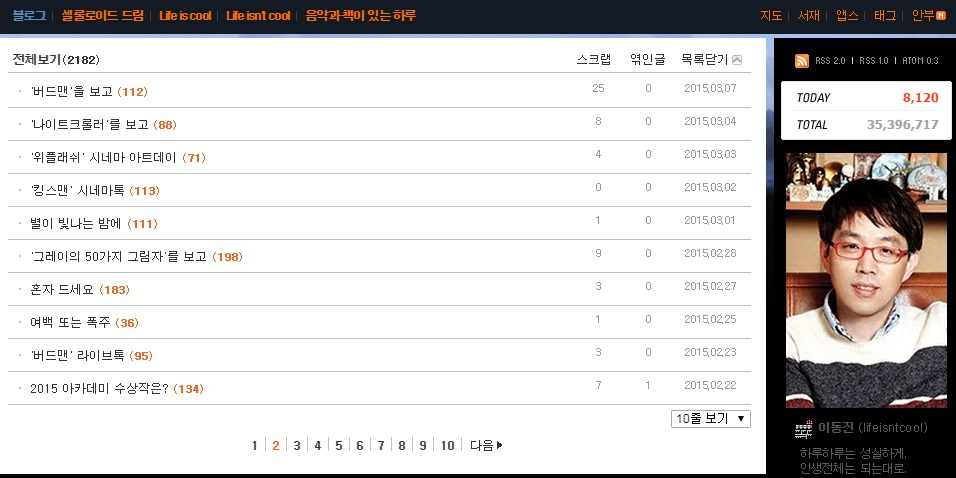 블로그 셀룰로이드 드림 Life is cool Life isn't cool 음악과 책이 있는 하루 지도 서재 앱스 태그 안부 N
전체보기(2182) 스크랩 엮인글 목록닫기
'버드맨'을 보고 (112) 25 0 2015.03.07
'나이트크롤러'를 보고 (88) 8 0 2015.03.04
'위플래쉬' 시네마 아트데이 (71) 4 0 2015.03.03
'킹스맨' 시네마톡 (113) 0 0 2015.03.02
별이 빛나는 밤에 (111) 1 0 2015.03.01
'그레이의 50가지 그림자'를 보고 (198) 9 0 2015.02.28
혼자 드세요 (183) 3 0 2015.02.27
여백 또는 폭주 (36) 1 0 2015.02.25
'버드맨' 라이브톡 (95) 3 0 2015.02.23
2015 아카데미 수상작은? (134) 7 1 2015.02.22
10줄 보기
1 2 3 4 5 6 7 8 9 10 다음
RSS 2.0 RSS 1.0 ATOM 0.3
TODAY 8,120
TOTAL 35,396,717
이동진 (lifeisntcool)
하루하루는 성실하게,
인생전체는 되는대로.